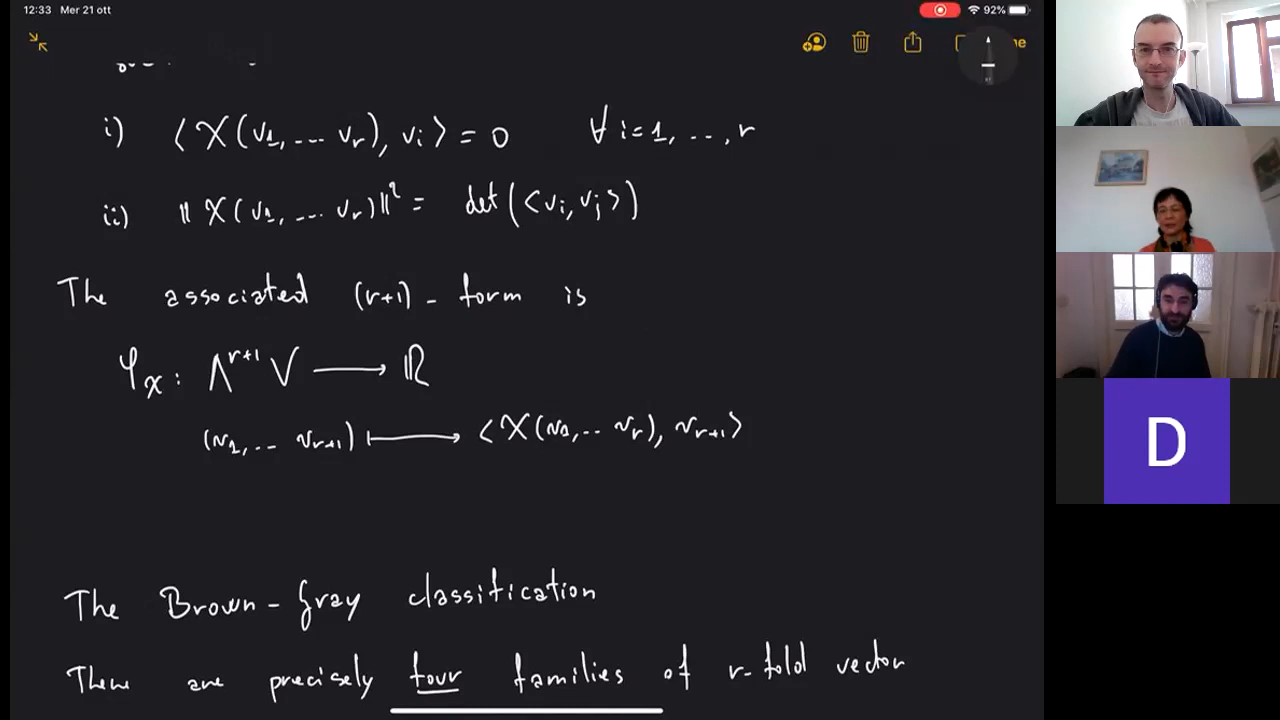 12:33 Mer 21 ott
92%
i) ⟨X(v1, ... vr), vi⟩ = 0 ∀ i = 1, ..., r
ii) ‖X(v1, ... vr)‖² = det(⟨vi, vj⟩)
The associated (r+1) - form is
φX : Λ^{r+1} V ⟶ ℝ
(v1, ... vr+1) ⟼ ⟨X(v1, ... vr), vr+1⟩
The Brown - Gray classification
There are precisely four families of r-fold vector
D